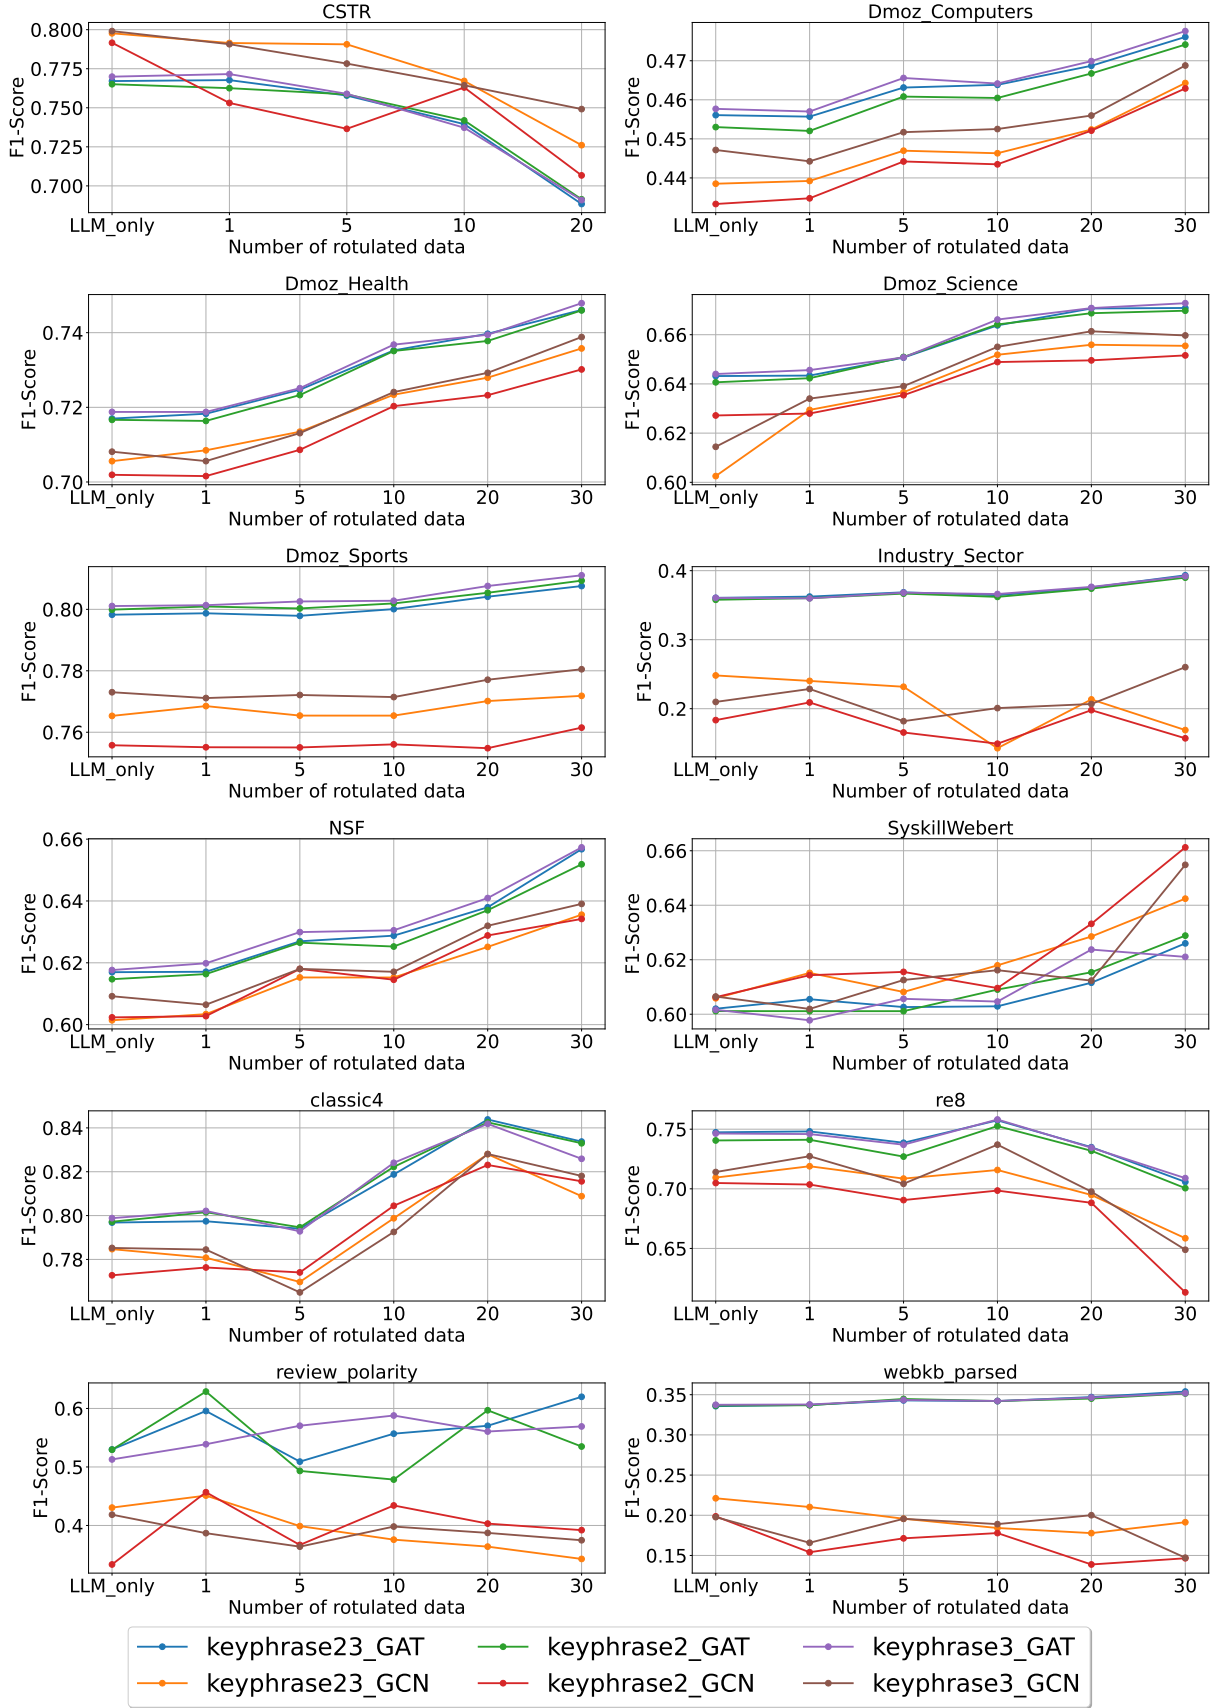 CSTR
0.800
0.775
0.750
0.725
0.700
F1-Score
LLM_only 1 5 10 20
Number of rotulated data
Dmoz_Computers
0.47
0.46
0.45
0.44
F1-Score
LLM_only 1 5 10 20 30
Number of rotulated data
Dmoz_Health
0.74
0.72
0.70
F1-Score
LLM_only 1 5 10 20 30
Number of rotulated data
Dmoz_Science
0.66
0.64
0.62
0.60
F1-Score
LLM_only 1 5 10 20 30
Number of rotulated data
Dmoz_Sports
0.80
0.78
0.76
F1-Score
LLM_only 1 5 10 20 30
Number of rotulated data
Industry_Sector
0.4
0.3
0.2
F1-Score
LLM_only 1 5 10 20 30
Number of rotulated data
NSF
0.66
0.64
0.62
0.60
F1-Score
LLM_only 1 5 10 20 30
Number of rotulated data
SyskillWebert
0.66
0.64
0.62
0.60
F1-Score
LLM_only 1 5 10 20 30
Number of rotulated data
classic4
0.84
0.82
0.80
0.78
F1-Score
LLM_only 1 5 10 20 30
Number of rotulated data
re8
0.75
0.70
0.65
F1-Score
LLM_only 1 5 10 20 30
Number of rotulated data
review_polarity
0.6
0.5
0.4
F1-Score
LLM_only 1 5 10 20 30
Number of rotulated data
webkb_parsed
0.35
0.30
0.25
0.20
0.15
F1-Score
LLM_only 1 5 10 20 30
Number of rotulated data
keyphrase23_GAT keyphrase2_GAT keyphrase3_GAT
keyphrase23_GCN keyphrase2_GCN keyphrase3_GCN